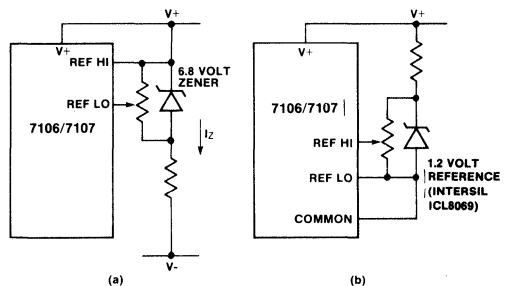 V+
V+
REF HI
6.8 VOLT
ZENER
REF LO
7106/7107
IZ
V-
(a)
V+
V+
7106/7107
REF HI
1.2 VOLT
REFERENCE
(INTERSIL
ICL8069)
REF LO
COMMON
(b)